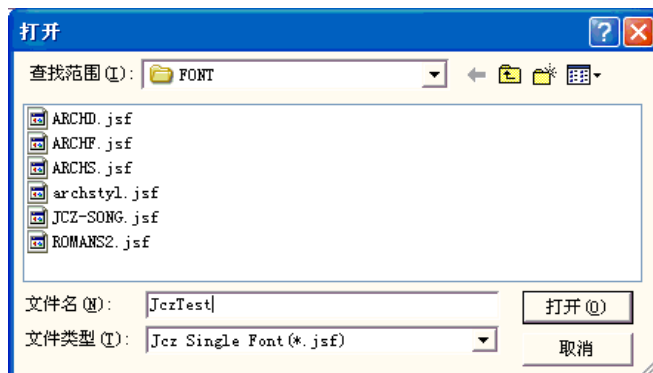 打开
查找范围(I): FONT
ARCHD.jsf
ARCHF.jsf
ARCHS.jsf
archstyl.jsf
JCZ-SONG.jsf
ROMANS2.jsf
文件名(N): JczTest 打开(O)
文件类型(T): Jcz Single Font(*.jsf) 取消